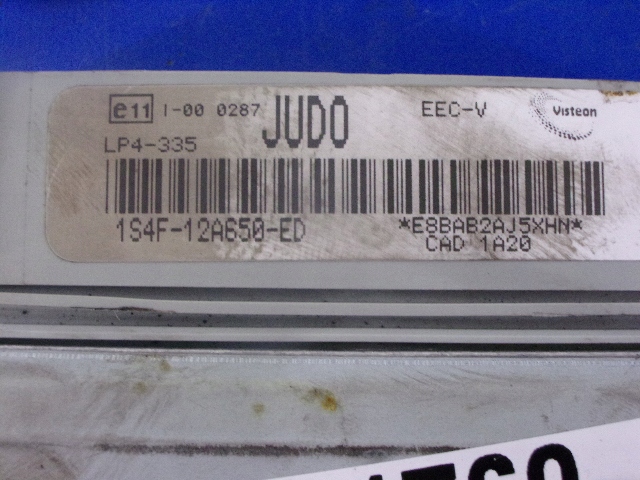 e11 I-00 0287 JUDO EEC-V Visteon
LP4-335
1S4F-12A650-ED *E8BAB2AJ5XHN*
CAD 1A20